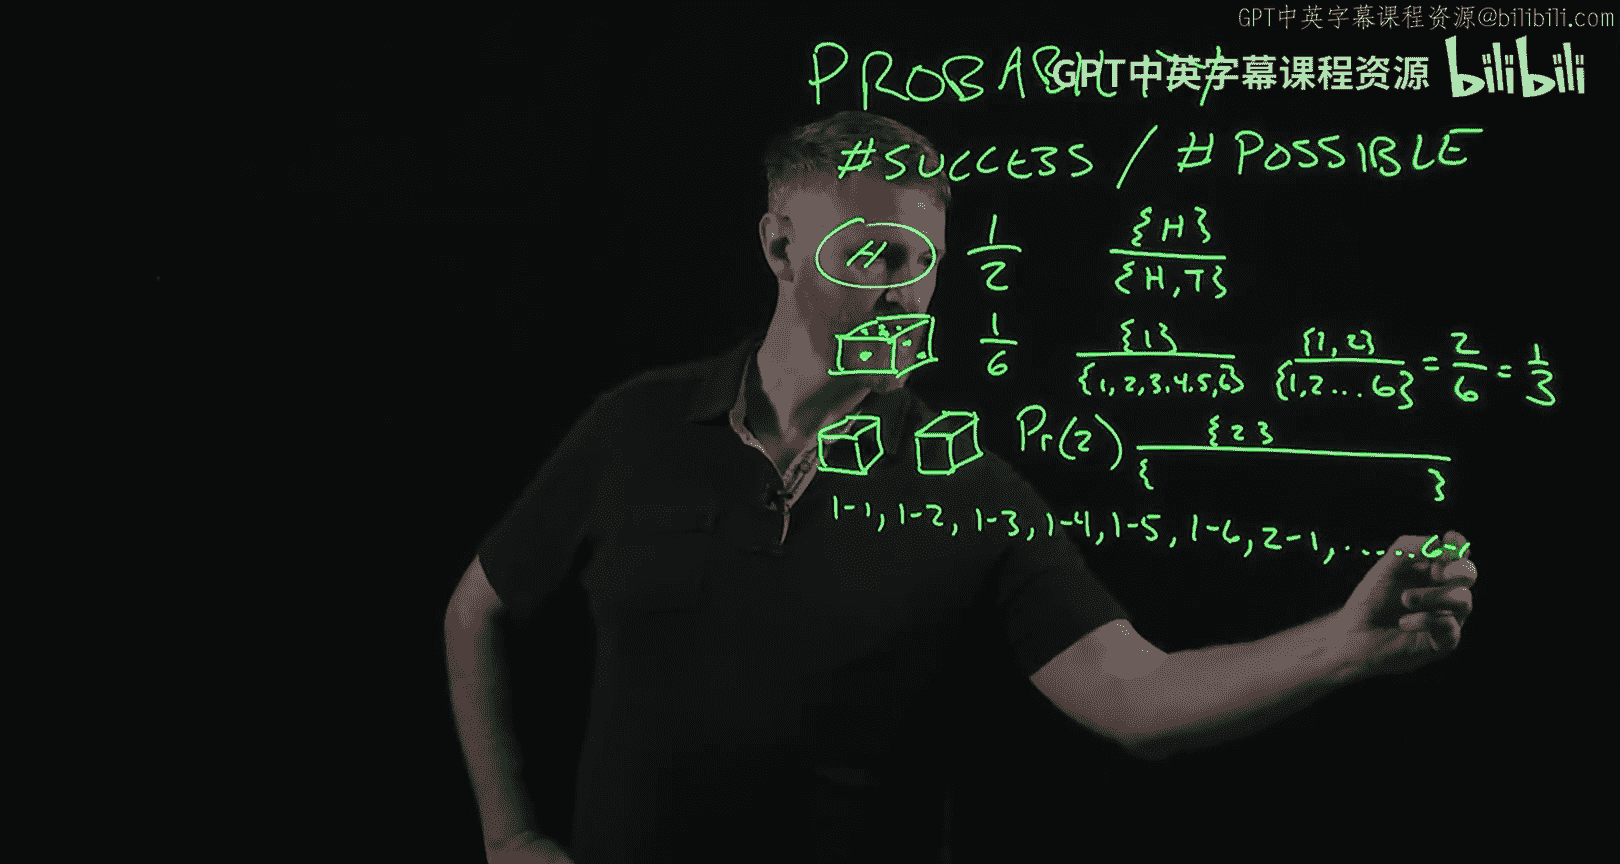 GPT中英字幕课程资源@bilibili.com
PROBABILITY
GPT中英字幕课程资源 bilibili
#SUCCESS / #POSSIBLE
H 1/2 {H}/{H,T}
1/6 {1}/{1,2,3,4,5,6} {1,2}/{1,2...6} = 2/6 = 1/3
Pr(2) {2}/{ }
1-1, 1-2, 1-3, 1-4, 1-5, 1-6, 2-1, ..... 6-